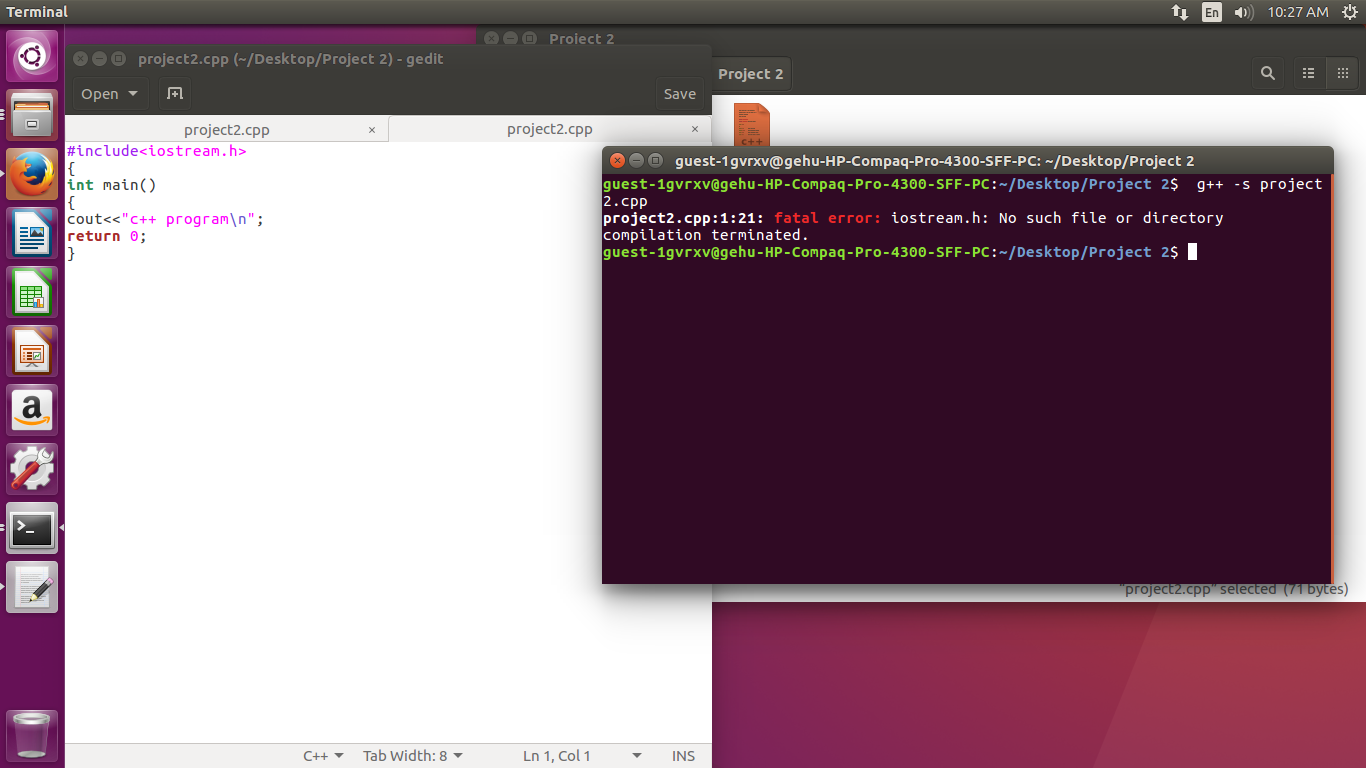 Terminal
En
10:27 AM
Project 2
project2.cpp (~/Desktop/Project 2) - gedit
Open
Save
Project 2
project2.cpp ×
project2.cpp ×
#include<iostream.h>
{
int main()
{
cout<<"c++ program\n";
return 0;
}
c++
guest-1gvrxv@gehu-HP-Compaq-Pro-4300-SFF-PC: ~/Desktop/Project 2
guest-1gvrxv@gehu-HP-Compaq-Pro-4300-SFF-PC:~/Desktop/Project 2$  g++ -s project
2.cpp
project2.cpp:1:21: fatal error: iostream.h: No such file or directory
compilation terminated.
guest-1gvrxv@gehu-HP-Compaq-Pro-4300-SFF-PC:~/Desktop/Project 2$
"project2.cpp" selected (71 bytes)
a
C++
Tab Width: 8
Ln 1, Col 1
INS